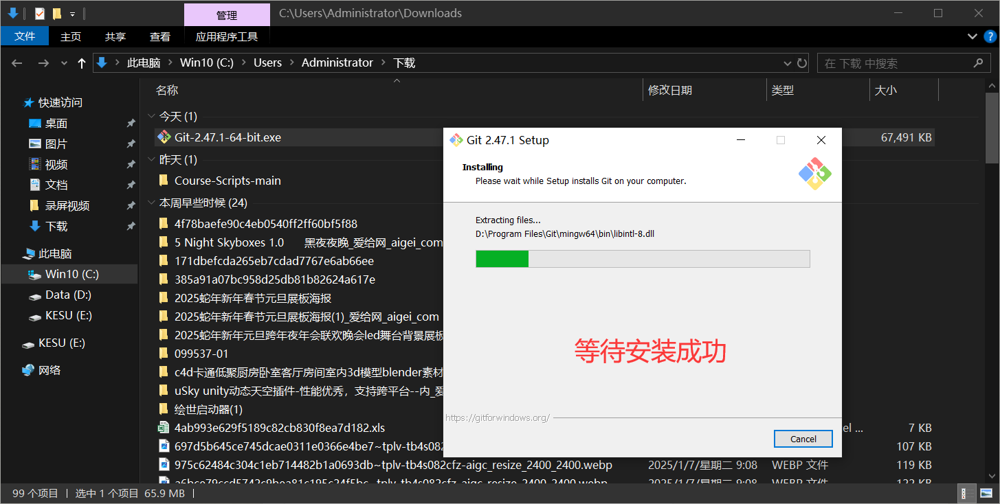 管理
C:\Users\Administrator\Downloads
文件
主页
共享
查看
应用程序工具
此电脑 > Win10 (C:) > Users > Administrator > 下载
在 下载 中搜索
快速访问
桌面
图片
视频
文档
录屏视频
下载
此电脑
Win10 (C:)
Data (D:)
KESU (E:)
KESU (E:)
网络
名称
修改日期
类型
大小
今天 (1)
Git-2.47.1-64-bit.exe
67,491 KB
昨天 (1)
Course-Scripts-main
本周早些时候 (24)
4f78baefe90c4eb0540ff2ff60bf5f88
5 Night Skyboxes 1.0 黑夜夜晚_爱给网_aigei_com
171dbefcda265eb7cdad7767e6ab66ee
385a91a07bc958d25db81b82624a617e
2025蛇年新年春节元旦展板海报
2025蛇年新年春节元旦展板海报(1)_爱给网_aigei_com
2025蛇年新年元旦跨年夜年会联欢晚会led舞台背景展板
099537-01
c4d卡通低聚厨房卧室客厅房间室内3d模型blender素材
uSky unity动态天空插件-性能优秀，支持跨平台--内_爱
绘世启动器(1)
4ab993e629f5189c82cb830f8ea7d182.xls
el ...
7 KB
697d5b645ce745dcae0311e0366e4be7~tplv-tb4s082
107 KB
975c62484c304c1eb714482b1a0693db~tplv-tb4s082cfz-aigc_resize_2400_2400.webp
2025/1/7/星期二 9:08
WEBP 文件
119 KB
Git 2.47.1 Setup
Installing
Please wait while Setup installs Git on your computer.
Extracting files...
D:\Program Files\Git\mingw64\bin\libintl-8.dll
等待安装成功
https://gitforwindows.org/
Cancel
99 个项目
选中 1 个项目 65.9 MB